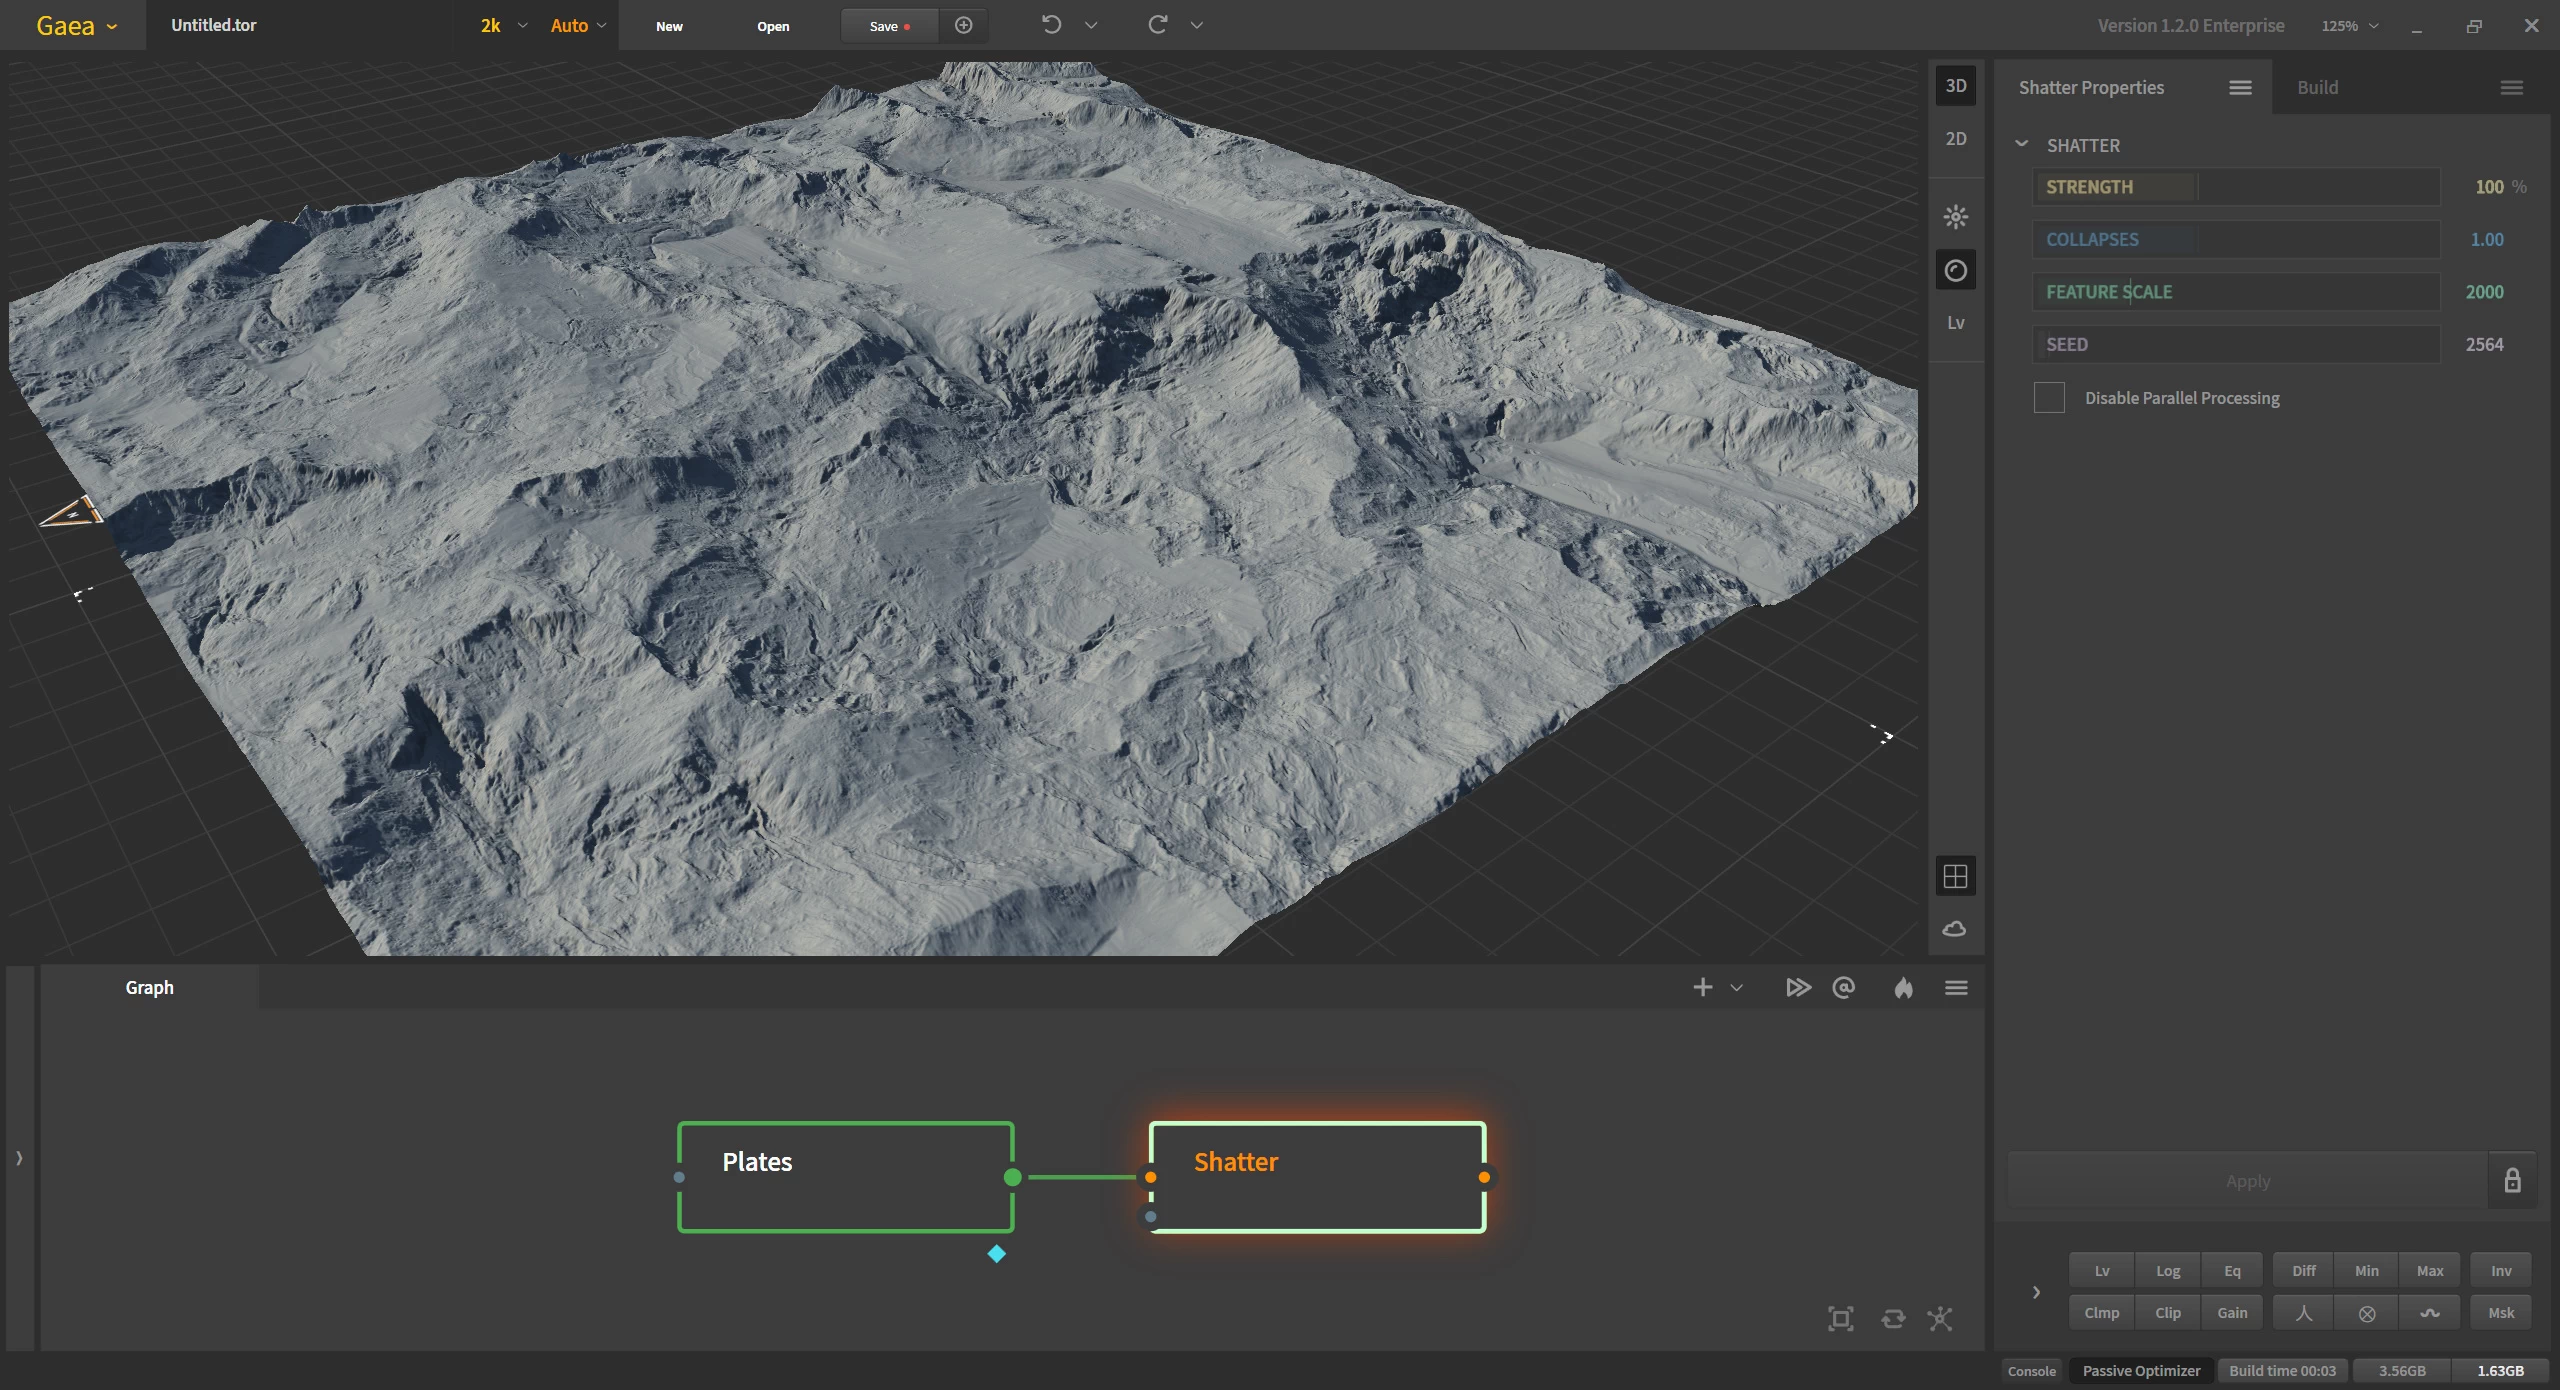 Gaea
Untitled.tor
2k
Auto
New
Open
Save
Version 1.2.0 Enterprise
125%
3D
2D
Lv
Shatter Properties
Build
SHATTER
STRENGTH 100 %
COLLAPSES 1.00
FEATURE SCALE 2000
SEED 2564
Disable Parallel Processing
N
Graph
Plates
Shatter
Apply
Lv Log Eq Diff Min Max Inv
Clmp Clip Gain 人 Msk
Console Passive Optimizer Build time 00:03 3.56GB 1.63GB